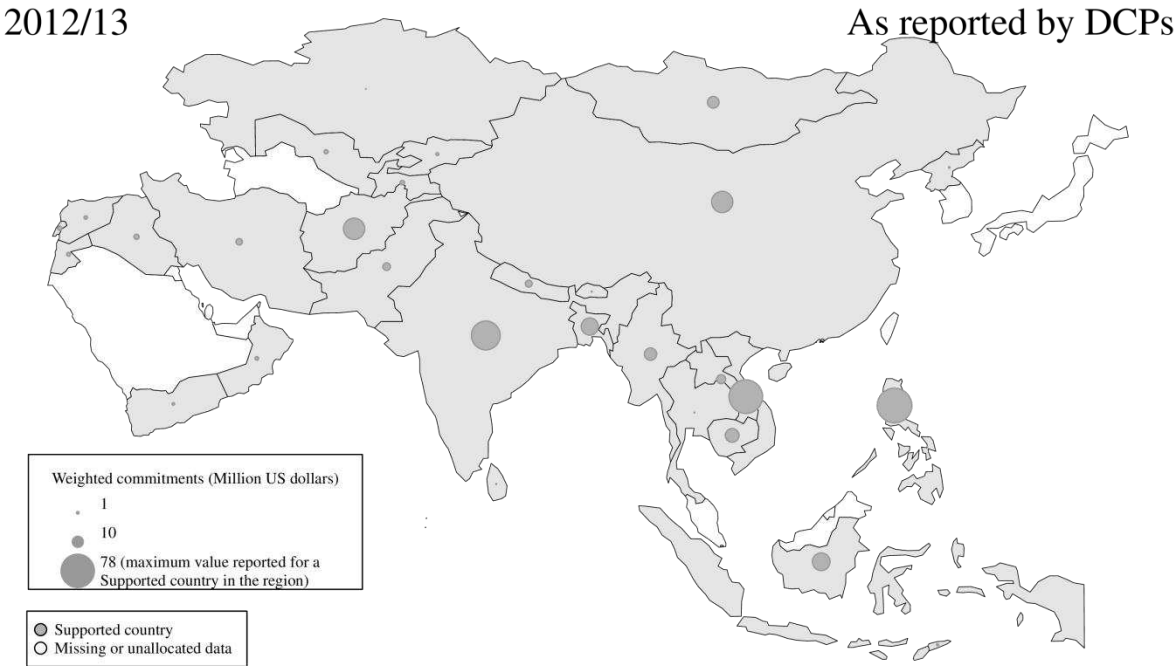 2012/13
As reported by DCPs
Weighted commitments (Million US dollars)
1
10
78 (maximum value reported for a
Supported country in the region)
Supported country
Missing or unallocated data